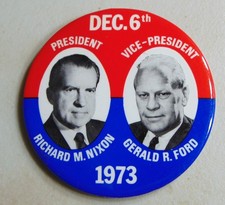 DEC. 6th
PRESIDENT
VICE-PRESIDENT
RICHARD M. NIXON
GERALD R. FORD
1973